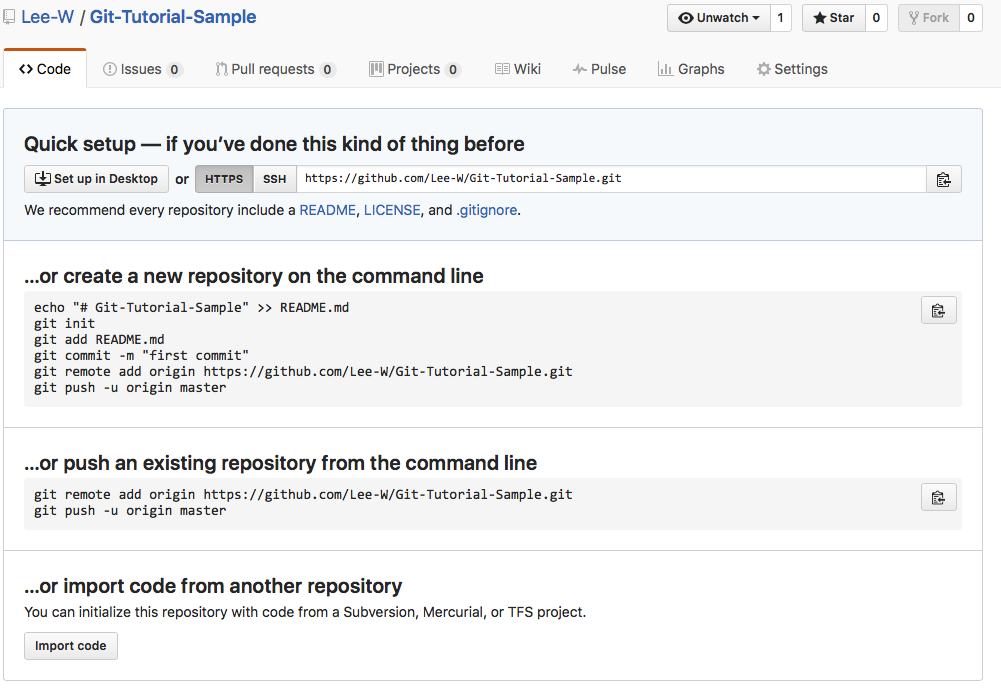 Lee-W / Git-Tutorial-Sample
Unwatch 1 Star 0 Fork 0
Code Issues 0 Pull requests 0 Projects 0 Wiki Pulse Graphs Settings
Quick setup — if you’ve done this kind of thing before
Set up in Desktop or HTTPS SSH https://github.com/Lee-W/Git-Tutorial-Sample.git
We recommend every repository include a README, LICENSE, and .gitignore.
…or create a new repository on the command line
echo "# Git-Tutorial-Sample" >> README.md
git init
git add README.md
git commit -m "first commit"
git remote add origin https://github.com/Lee-W/Git-Tutorial-Sample.git
git push -u origin master
…or push an existing repository from the command line
git remote add origin https://github.com/Lee-W/Git-Tutorial-Sample.git
git push -u origin master
…or import code from another repository
You can initialize this repository with code from a Subversion, Mercurial, or TFS project.
Import code